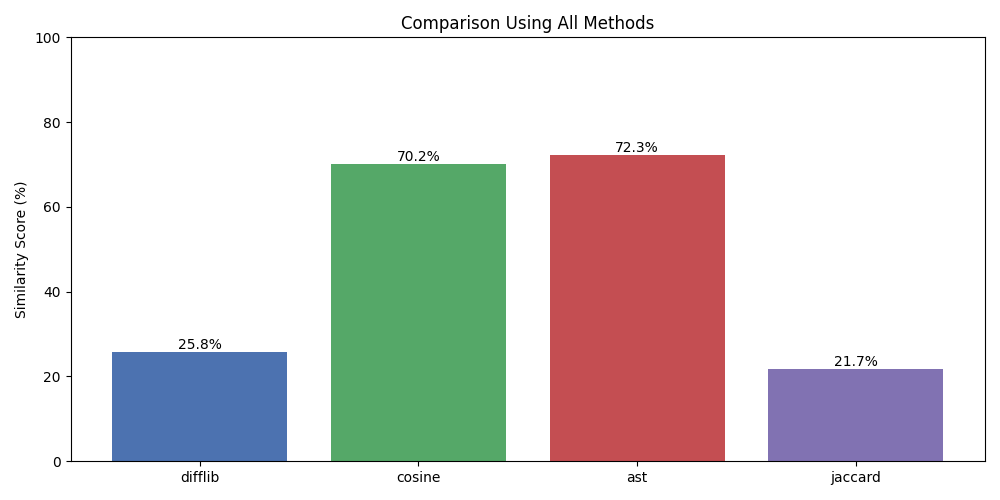 Comparison Using All Methods
Similarity Score (%)
100
80
60
40
20
0
25.8%
70.2%
72.3%
21.7%
difflib
cosine
ast
jaccard